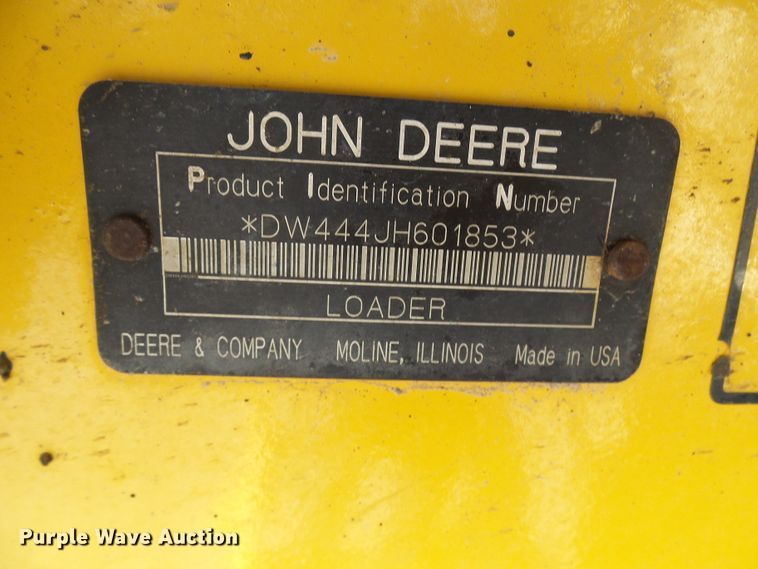 JOHN DEERE
Product Identification Number
*DW444JH601853*
LOADER
DEERE & COMPANY MOLINE, ILLINOIS Made in USA
Purple Wave Auction